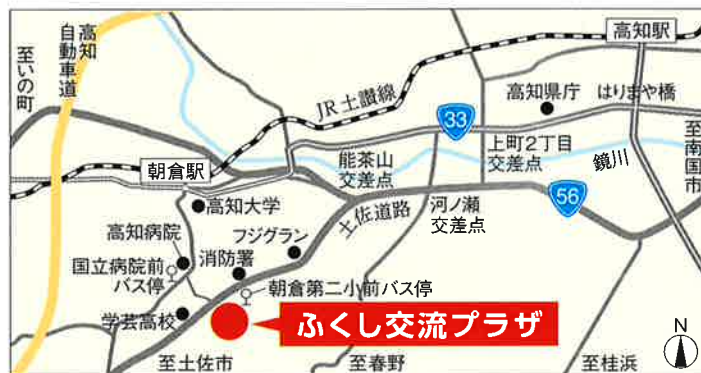 高知駅
高知
自動車道
至いの町
JR土讃線
33
高知県庁
はりまや橋
朝倉駅
能茶山
交差点
上町2丁目
交差点
鏡川
至南国市
高知大学
土佐道路
河ノ瀬
交差点
56
高知病院
フジグラン
国立病院前
バス停
消防署
朝倉第二小前バス停
学芸高校
ふくし交流プラザ
至土佐市
至春野
至桂浜
N